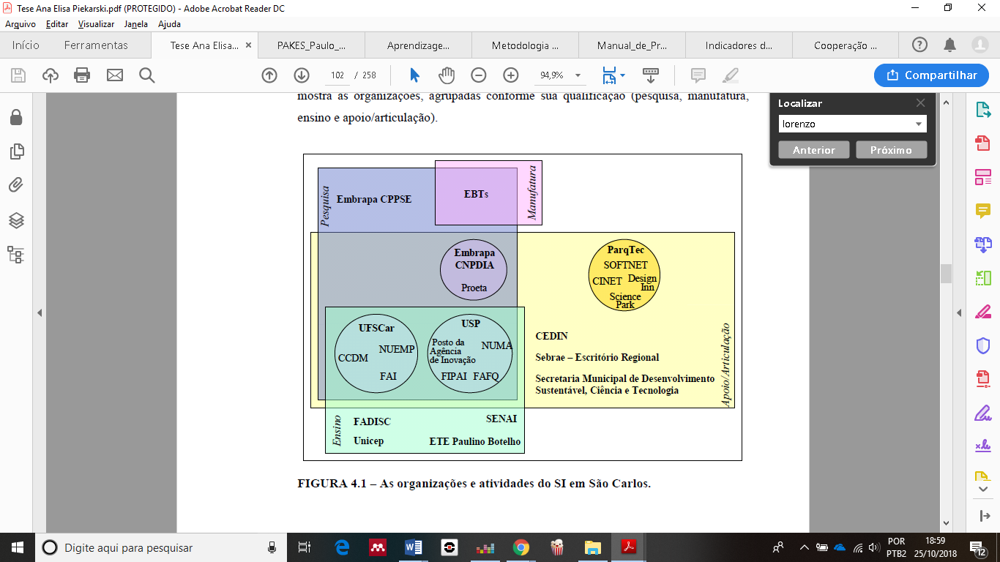 Tese Ana Elisa Piekarski.pdf (PROTEGIDO) - Adobe Acrobat Reader DC
Arquivo Editar Visualizar Janela Ajuda
Início Ferramentas Tese Ana Elisa... PAKES_Paulo_... Aprendizage... Metodologia ... Manual_de_Pr... Indicadores d... Cooperação ...
102 / 258 94,9% Compartilhar
mostra as organizações, agrupadas conforme sua qualificação (pesquisa, manufatura,
ensino e apoio/articulação).
Localizar
lorenzo
Anterior Próximo
Pesquisa
Embrapa CPPSE
EBTs
Manufatura
Embrapa
CNPDIA
Proeta
ParqTec
SOFTNET
CINET Design
Inn
Science
Park
UFSCar
NUEMP
CCDM
FAI
USP
Posto da
Agência
de Inovação
NUMA
FIPAI FAFQ
CEDIN
Sebrae – Escritório Regional
Secretaria Municipal de Desenvolvimento
Sustentável, Ciência e Tecnologia
Apoio/Articulação
Ensino
FADISC
SENAI
Unicep
ETE Paulino Botelho
FIGURA 4.1 – As organizações e atividades do SI em São Carlos.
Digite aqui para pesquisar
POR
PTB2
18:59
25/10/2018
12